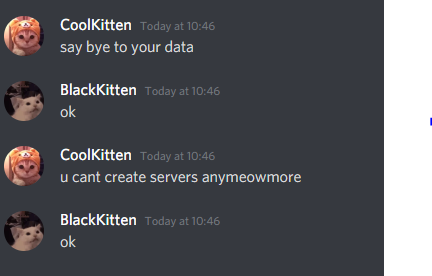 CoolKitten Today at 10:46
say bye to your data
BlackKitten Today at 10:46
ok
CoolKitten Today at 10:46
u cant create servers anymeowmore
BlackKitten Today at 10:46
ok